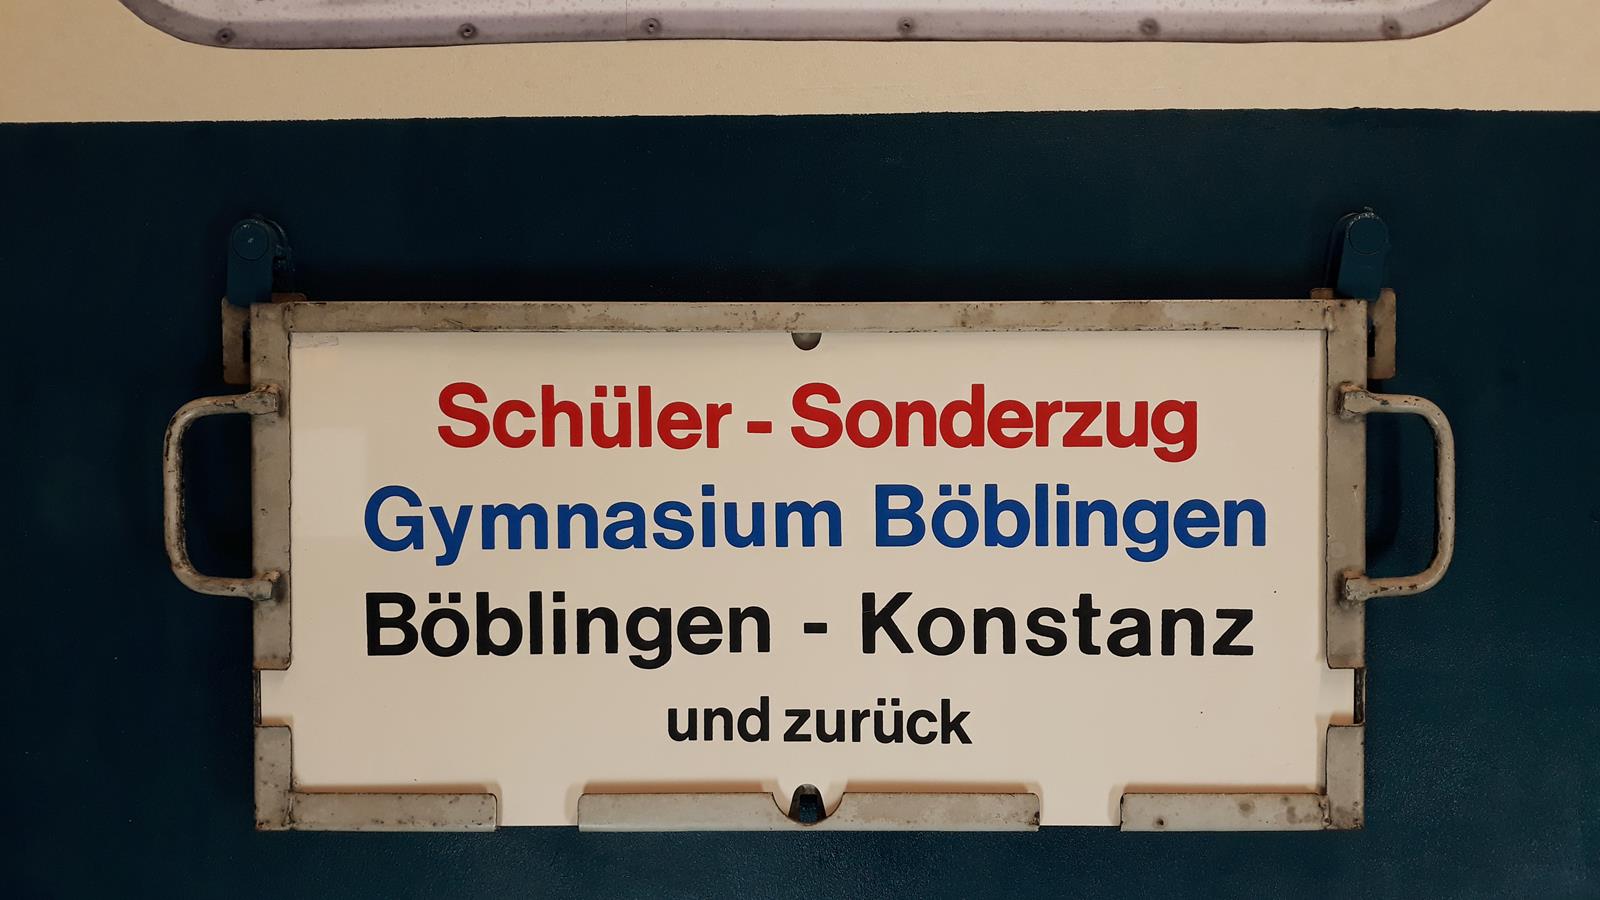 Schüler - Sonderzug
Gymnasium Böblingen
Böblingen - Konstanz
und zurück